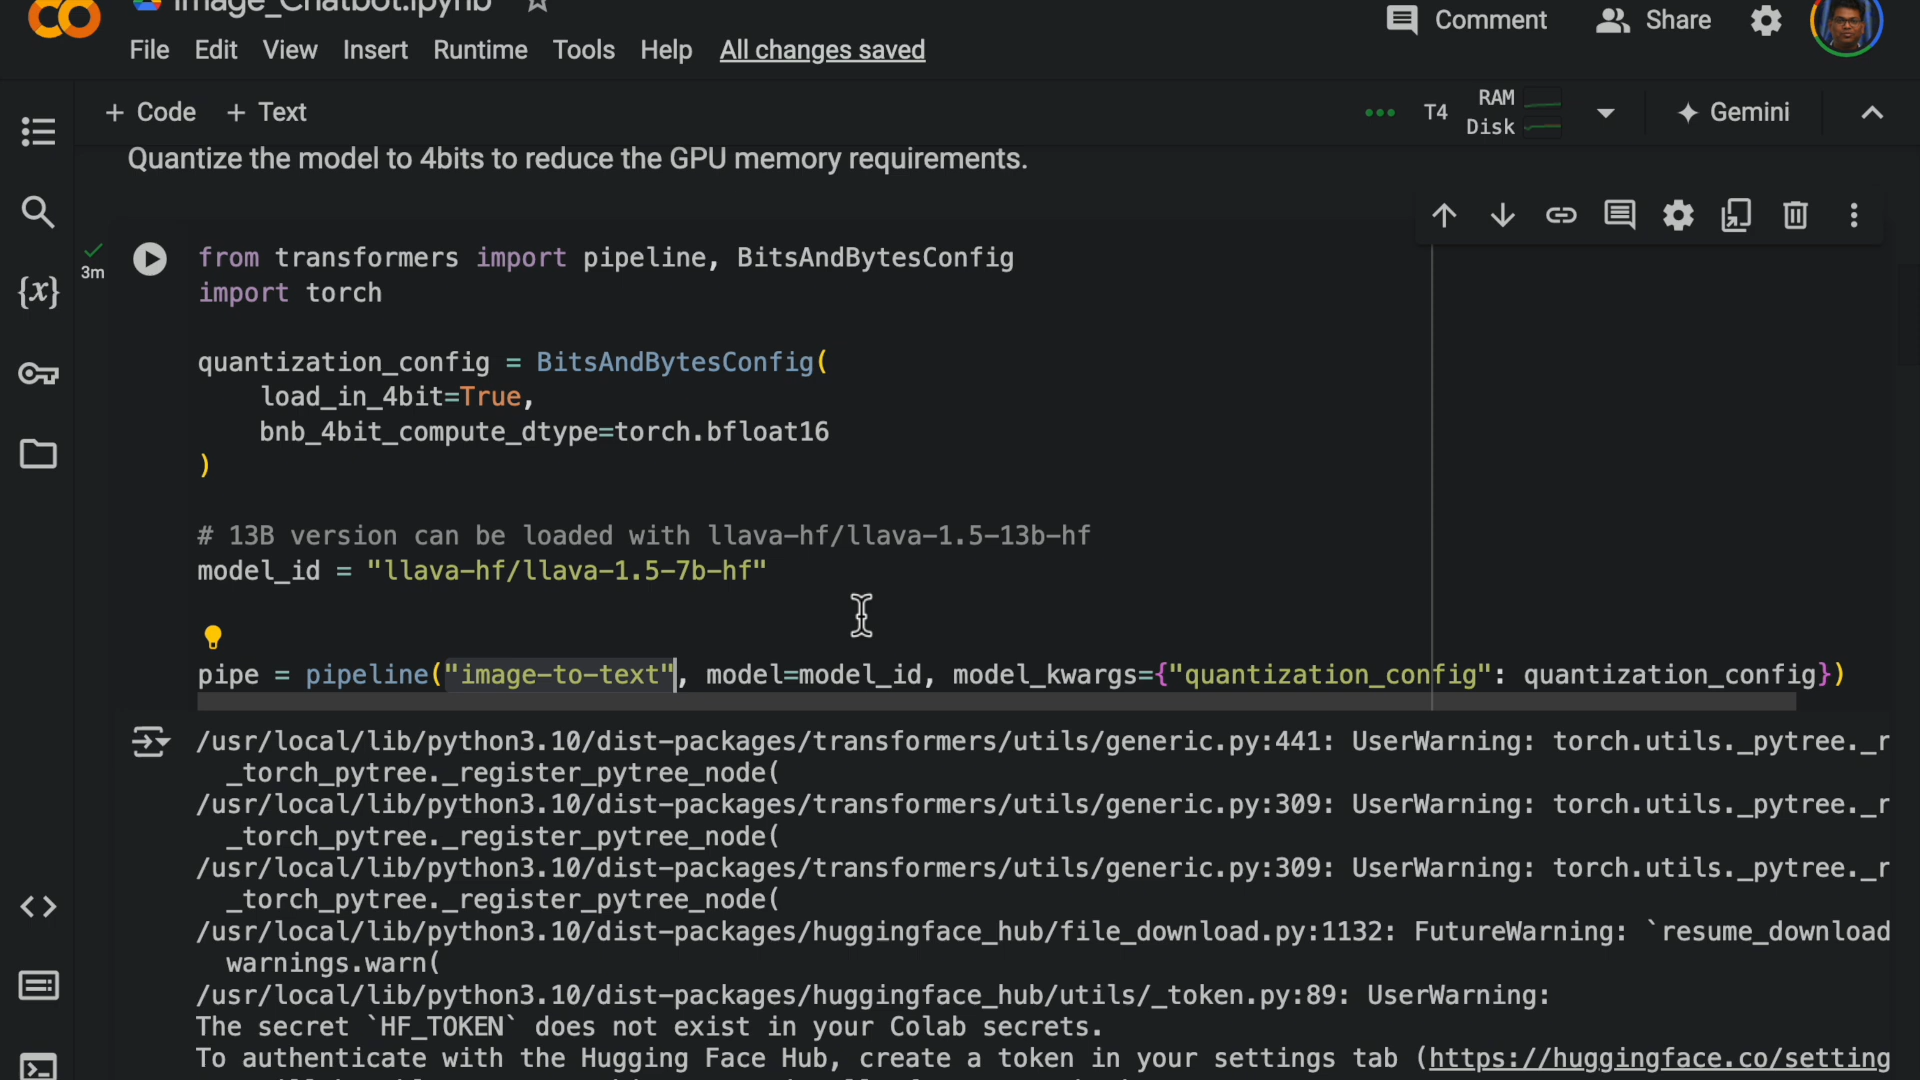 Image_Chatbot.ipynb
Comment Share
File Edit View Insert Runtime Tools Help All changes saved
+ Code + Text
T4 RAM Disk Gemini
Quantize the model to 4bits to reduce the GPU memory requirements.
3m
{x}
from transformers import pipeline, BitsAndBytesConfig
import torch
quantization_config = BitsAndBytesConfig(
load_in_4bit=True,
bnb_4bit_compute_dtype=torch.bfloat16
)
# 13B version can be loaded with llava-hf/llava-1.5-13b-hf
model_id = "llava-hf/llava-1.5-7b-hf"
pipe = pipeline("image-to-text", model=model_id, model_kwargs={"quantization_config": quantization_config})
/usr/local/lib/python3.10/dist-packages/transformers/utils/generic.py:441: UserWarning: torch.utils._pytree._r
_torch_pytree._register_pytree_node(
/usr/local/lib/python3.10/dist-packages/transformers/utils/generic.py:309: UserWarning: torch.utils._pytree._r
_torch_pytree._register_pytree_node(
/usr/local/lib/python3.10/dist-packages/transformers/utils/generic.py:309: UserWarning: torch.utils._pytree._r
_torch_pytree._register_pytree_node(
/usr/local/lib/python3.10/dist-packages/huggingface_hub/file_download.py:1132: FutureWarning: `resume_download
warnings.warn(
/usr/local/lib/python3.10/dist-packages/huggingface_hub/utils/_token.py:89: UserWarning:
The secret `HF_TOKEN` does not exist in your Colab secrets.
To authenticate with the Hugging Face Hub, create a token in your settings tab (https://huggingface.co/setting